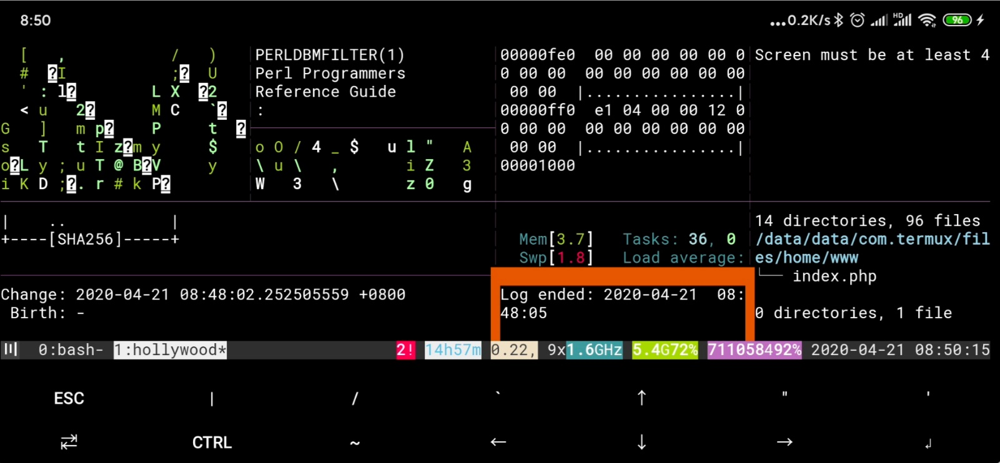 8:50
...0.2K/s HD 96
[ , / )
# ?I ;? U
' : l? L X ?2
< u 2? M C `?
G ] m p? P t ?
s T t I z?m y $
o?L y ; u T @ B?V y
i K D ;?. r # k P?
PERLDBMFILTER(1)
Perl Programmers
Reference Guide
:
o O / 4 _ $ u l " A
\ u \ , i Z 3
W 3 \ z 0 g
00000fe0 00 00 00 00 00 0
0 00 00 00 00 00 00 00 00
00 00 |................|
00000ff0 e1 04 00 00 12 0
0 00 00 00 00 00 00 00 00
00 00 |................|
00001000
Screen must be at least 4
| .. |
+----[SHA256]-----+
Mem[3.7] Tasks: 36, 0
Swp[1.8] Load average:
14 directories, 96 files
/data/data/com.termux/fil
es/home/www
└── index.php
0 directories, 1 file
Change: 2020-04-21 08:48:02.252505559 +0800
Birth: -
Log ended: 2020-04-21 08:
48:05
0:bash- 1:hollywood* 2! 14h57m 0.22, 9x1.6GHz 5.4G72% 711058492% 2020-04-21 08:50:15
ESC | / ` ↑ " '
⇄ CTRL ~ ← ↓ → ↲